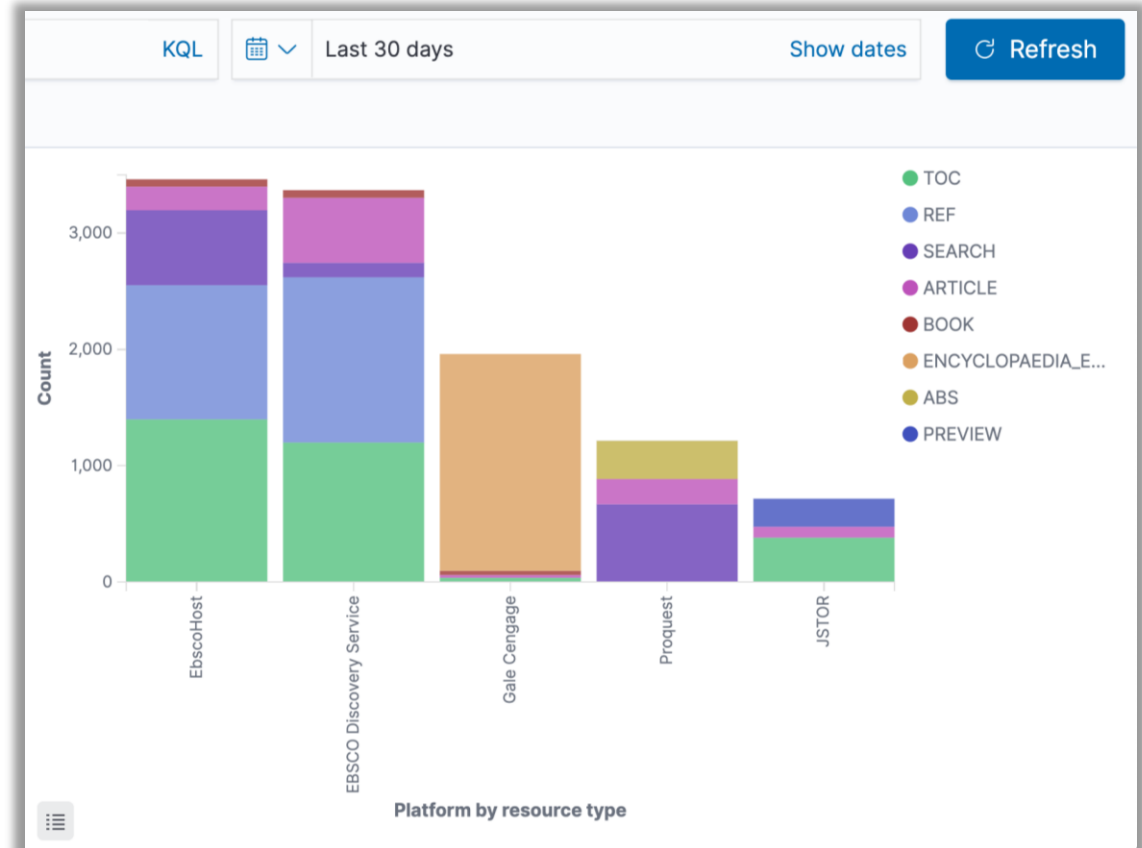 KQL
Last 30 days
Show dates
Refresh
TOC
REF
SEARCH
ARTICLE
BOOK
ENCYCLOPAEDIA_E...
ABS
PREVIEW
Count
3,000
2,000
1,000
0
EbscoHost
EBSCO Discovery Service
Gale Cengage
Proquest
JSTOR
Platform by resource type